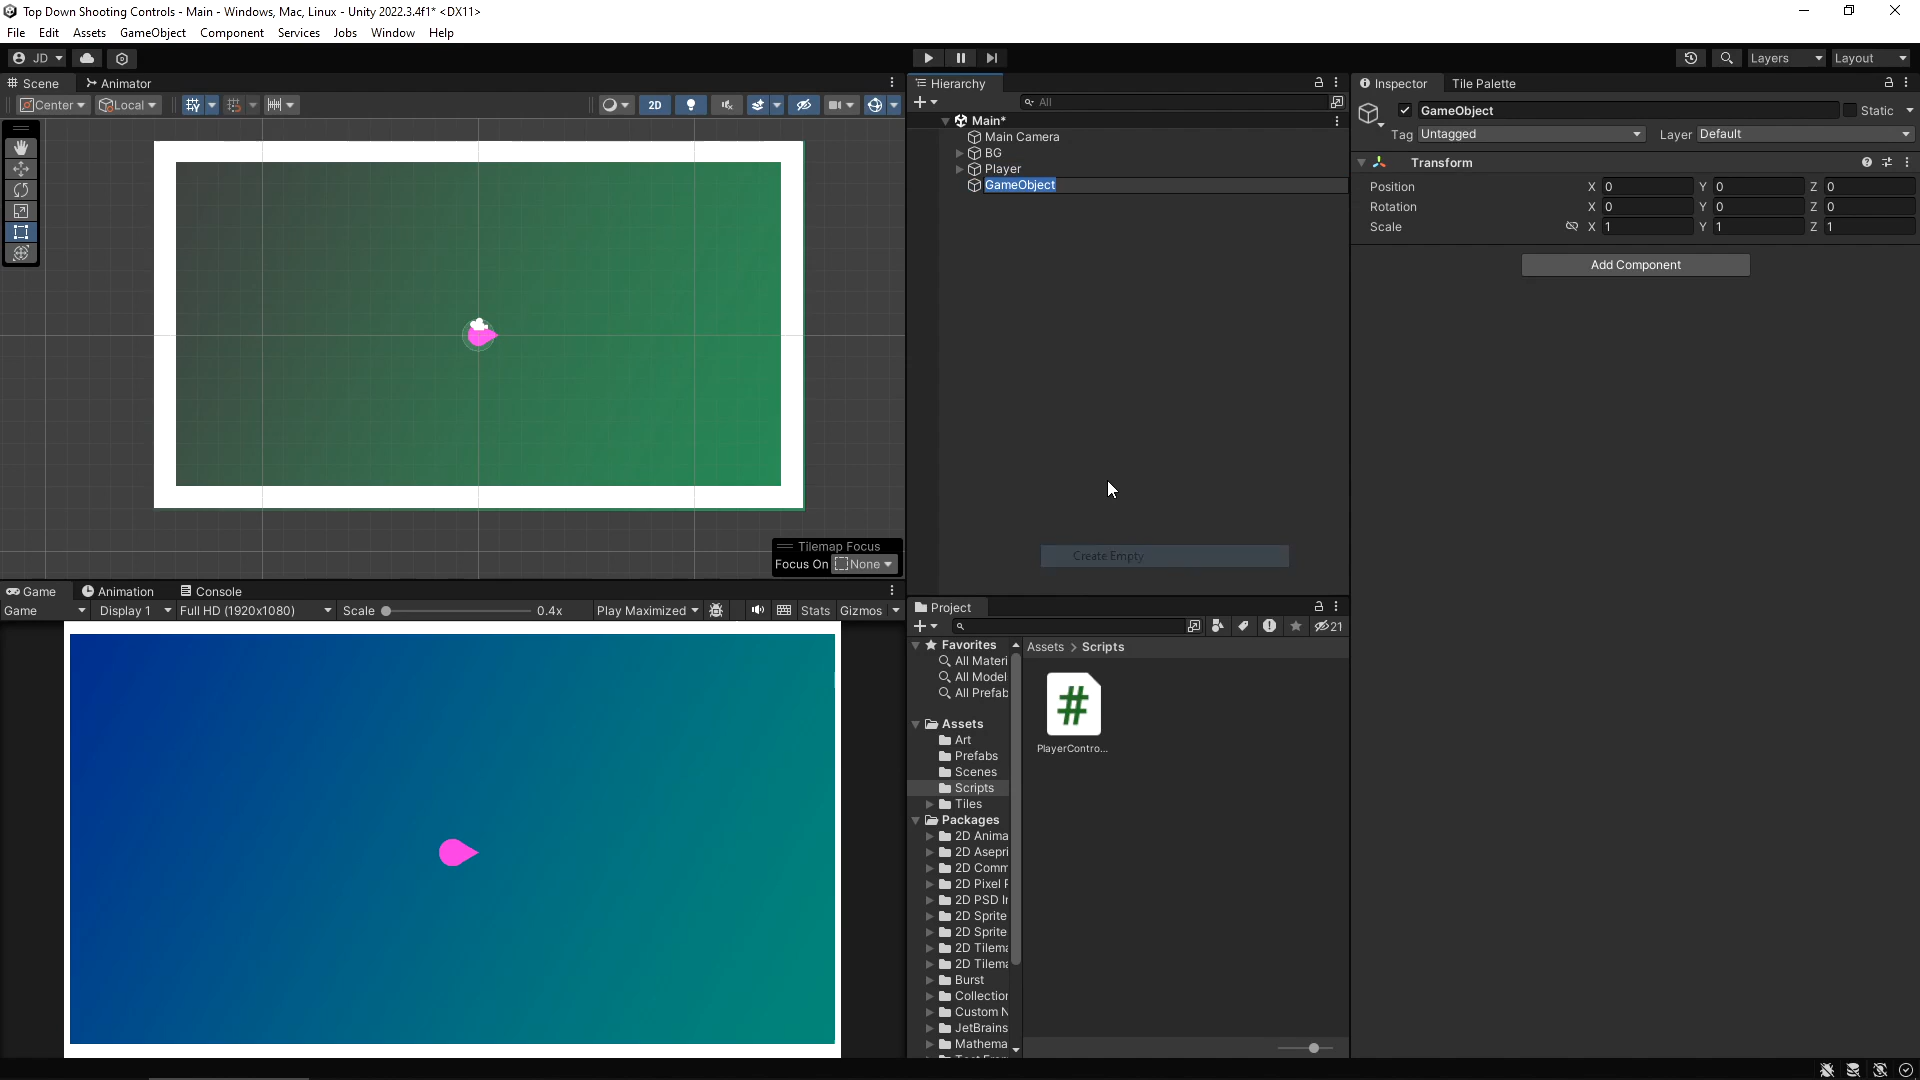 Top Down Shooting Controls - Main - Windows, Mac, Linux - Unity 2022.3.4f1* <DX11>
File Edit Assets GameObject Component Services Jobs Window Help
JD
Layers Layout
Scene Animator
Center Local
2D
Hierarchy
All
Main*
Main Camera
BG
Player
GameObject
Create Empty
Inspector Tile Palette
GameObject
Static
Tag Untagged
Layer Default
Transform
Position X 0 Y 0 Z 0
Rotation X 0 Y 0 Z 0
Scale X 1 Y 1 Z 1
Add Component
Tilemap Focus
Focus On None
Game Animation Console
Game Display 1 Full HD (1920x1080) Scale 0.4x Play Maximized Stats Gizmos
Project
21
Favorites
All Materi
All Model
All Prefab
Assets
Art
Prefabs
Scenes
Scripts
Tiles
Packages
2D Anima
2D Asepri
2D Comm
2D Pixel P
2D PSD I
2D Sprite
2D Sprite
2D Tilema
2D Tilema
Burst
Collection
Custom N
JetBrains
Mathema
Assets > Scripts
#
PlayerContro...